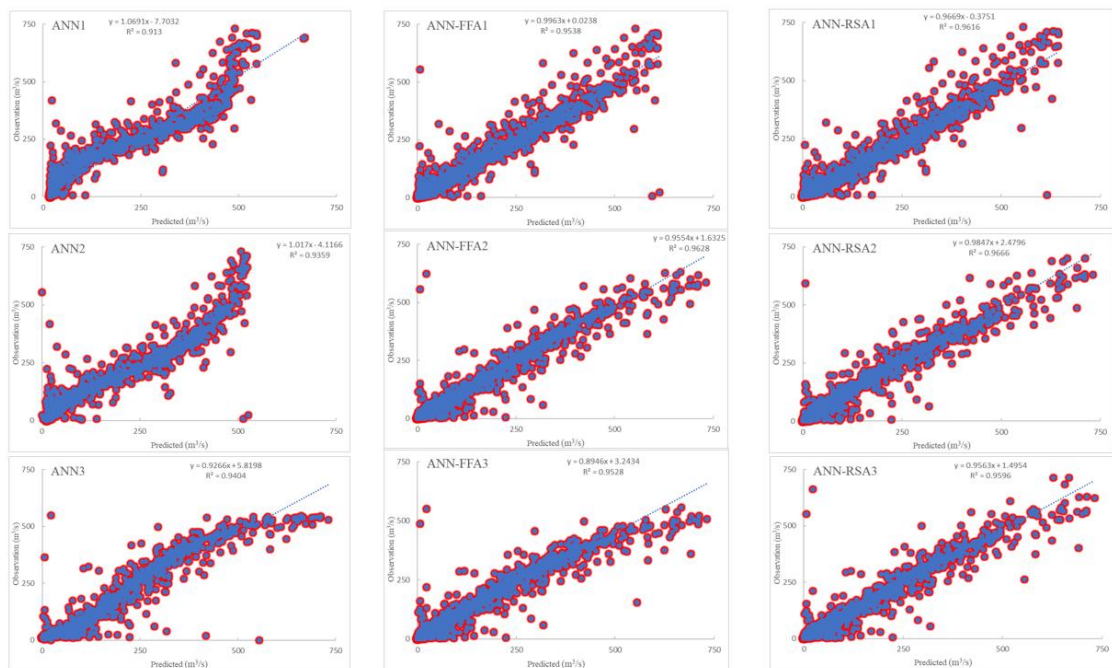 ANN1
y = 1.0691x - 7.7032
R² = 0.913
750
500
250
0
Observation (m³/s)
0 250 500 750
Predicted (m³/s)
ANN-FFA1
y = 0.9963x + 0.0238
R² = 0.9538
750
500
250
0
Observation (m³/s)
0 250 500 750
Predicted (m³/s)
ANN-RSA1
y = 0.9669x - 0.3751
R² = 0.9616
750
500
250
0
Observation (m³/s)
0 250 500 750
Predicted (m³/s)
ANN2
y = 1.017x - 4.1166
R² = 0.9359
750
500
250
0
Observation (m³/s)
0 250 500 750
Predicted (m³/s)
ANN-FFA2
y = 0.9554x + 1.6325
R² = 0.9628
750
500
250
0
Observation (m³/s)
0 250 500 750
Predicted (m³/s)
ANN-RSA2
y = 0.9847x + 2.4796
R² = 0.9666
750
500
250
0
Observation (m³/s)
0 250 500 750
Predicted (m³/s)
ANN3
y = 0.9266x + 5.8198
R² = 0.9404
750
500
250
0
Observation (m³/s)
0 250 500 750
Predicted (m³/s)
ANN-FFA3
y = 0.8946x + 3.2434
R² = 0.9528
750
500
250
0
Observation (m³/s)
0 250 500 750
Predicted (m³/s)
ANN-RSA3
y = 0.9563x + 1.4954
R² = 0.9596
750
500
250
0
Observation (m³/s)
0 250 500 750
Predicted (m³/s)